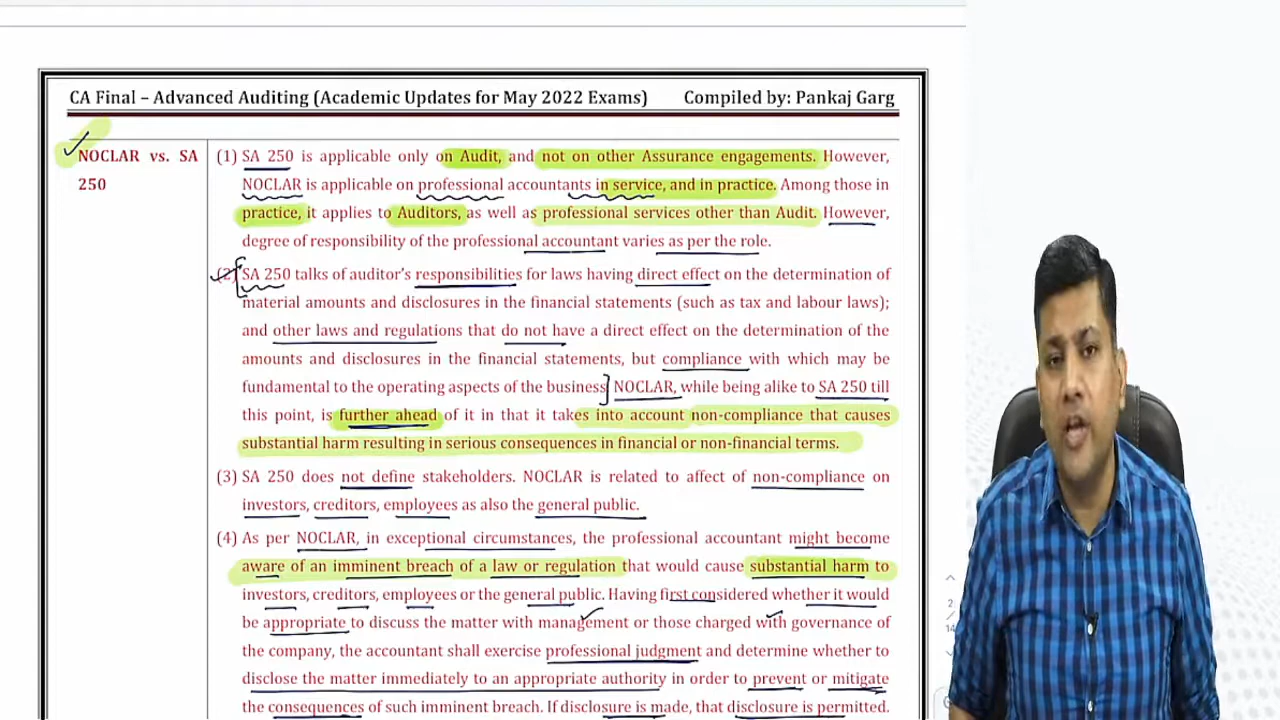 CA Final – Advanced Auditing (Academic Updates for May 2022 Exams) Compiled by: Pankaj Garg
NOCLAR vs. SA
250
(1) SA 250 is applicable only on Audit, and not on other Assurance engagements. However,
NOCLAR is applicable on professional accountants in service, and in practice. Among those in
practice, it applies to Auditors, as well as professional services other than Audit. However,
degree of responsibility of the professional accountant varies as per the role.
(2) SA 250 talks of auditor's responsibilities for laws having direct effect on the determination of
material amounts and disclosures in the financial statements (such as tax and labour laws);
and other laws and regulations that do not have a direct effect on the determination of the
amounts and disclosures in the financial statements, but compliance with which may be
fundamental to the operating aspects of the business NOCLAR, while being alike to SA 250 till
this point, is further ahead of it in that it takes into account non-compliance that causes
substantial harm resulting in serious consequences in financial or non-financial terms.
(3) SA 250 does not define stakeholders. NOCLAR is related to affect of non-compliance on
investors, creditors, employees as also the general public.
(4) As per NOCLAR, in exceptional circumstances, the professional accountant might become
aware of an imminent breach of a law or regulation that would cause substantial harm to
investors, creditors, employees or the general public. Having first considered whether it would
be appropriate to discuss the matter with management or those charged with governance of
the company, the accountant shall exercise professional judgment and determine whether to
disclose the matter immediately to an appropriate authority in order to prevent or mitigate
the consequences of such imminent breach. If disclosure is made, that disclosure is permitted.
2
14